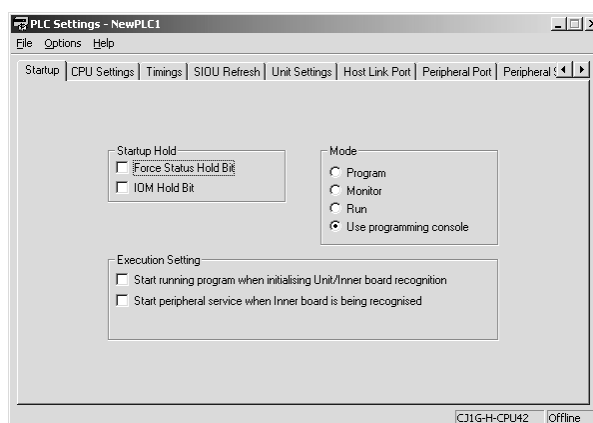 PLC Settings - NewPLC1
File Options Help
Startup CPU Settings Timings SIOU Refresh Unit Settings Host Link Port Peripheral Port Peripheral
Startup Hold
Force Status Hold Bit
IOM Hold Bit
Mode
Program
Monitor
Run
Use programming console
Execution Setting
Start running program when initialising Unit/Inner board recognition
Start peripheral service when Inner board is being recognised
CJ1G-H-CPU42 Offline